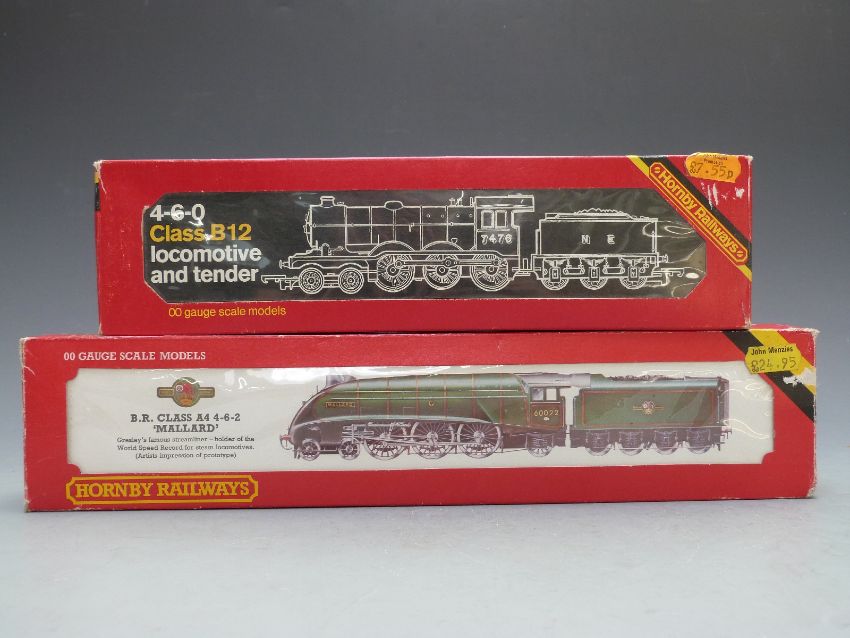 4-6-0
Class B12
locomotive
and tender
00 gauge scale models
7476
N E
Hornby Railways
£7.55p
00 GAUGE SCALE MODELS
B.R. CLASS A4 4-6-2
'MALLARD'
Gresley's famous streamliner - holder of the
World Speed Record for steam locomotives.
(Artists impression of prototype)
HORNBY RAILWAYS
MALLARD
60022
John Menzies
£24.95